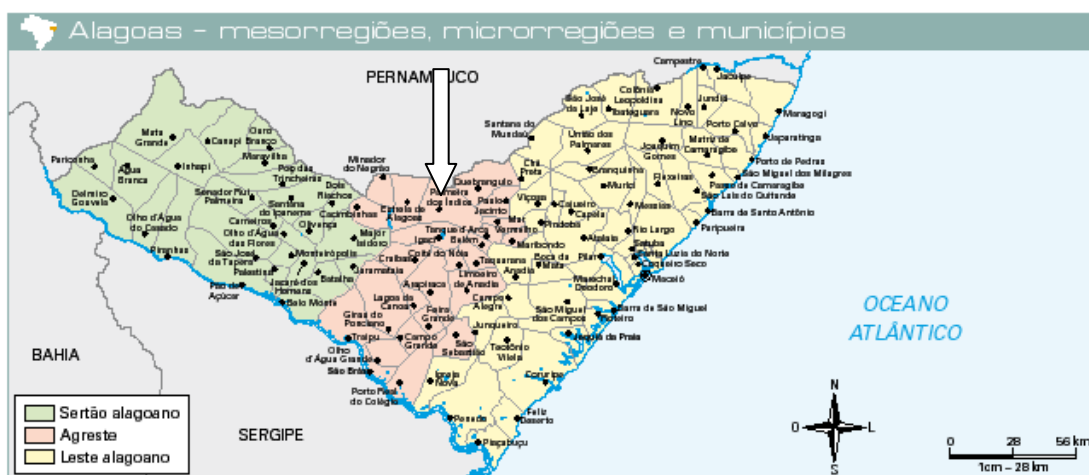 Alagoas – mesorregiões, microrregiões e municípios
PERNAMBUCO
BAHIA
SERGIPE
OCEANO
ATLÂNTICO
Campestre
Jacuípe
Colônia
Leopoldina
São José
da Laje
Ibateguara
Novo
Lino
Jundiá
Maragogi
Santana do
Mundaú
União dos
Palmares
Joaquim
Gomes
Porto Calvo
Matriz de
Camaragibe
Japaratinga
Porto de Pedras
São Miguel dos Milagres
Passo de Camaragibe
São Luís do Quitunde
Barra de Santo Antônio
Paripueira
Chã
Preta
Branquinha
Murici
Flexeiras
Messias
Viçosa
Cajueiro
Capela
Pindoba
Atalaia
Rio Largo
Satuba
Santa Luzia do Norte
Coqueiro Seco
Maceió
Mata
Grande
Canapi
Ouro
Branco
Maravilha
Pariconha
Água
Branca
Inhapi
Poço das
Trincheiras
Delmiro
Gouveia
Senador Rui
Palmeira
Santana
do Ipanema
Dois
Riachos
Olho d'Água
do Casado
Carneiros
Olivença
Olho d'Água
das Flores
Major
Isidoro
Piranhas
São José
da Tapera
Monteirópolis
Palestina
Jacaré dos
Homens
Batalha
Jaramataia
Pão de
Açúcar
Belo Monte
Minador
do Negrão
Cacimbinhas
Estrela de
Alagoas
Palmeira
dos Índios
Quebrangulo
Paulo
Jacinto
Mar
Vermelho
Tanque d'Arca
Igaci
Belém
Maribondo
Craíbas
Coité do Nóia
Taquarana
Boca da
Mata
Pilar
Limoeiro
de Anadia
Anadia
Marechal
Deodoro
Arapiraca
Lagoa da
Canoa
Feira
Grande
Campo
Alegre
São Miguel
dos Campos
Barra de São Miguel
Roteiro
Girau do
Ponciano
Junqueiro
Jequiá da Praia
Traipu
Campo
Grande
São
Sebastião
Teotônio
Vilela
Olho
d'Água Grande
São Brás
Igreja
Nova
Coruripe
Porto Real
do Colégio
Penedo
Feliz
Deserto
Piaçabuçu
Sertão alagoano
Agreste
Leste alagoano
N
O
L
S
0 28 56 km
1cm – 28 km